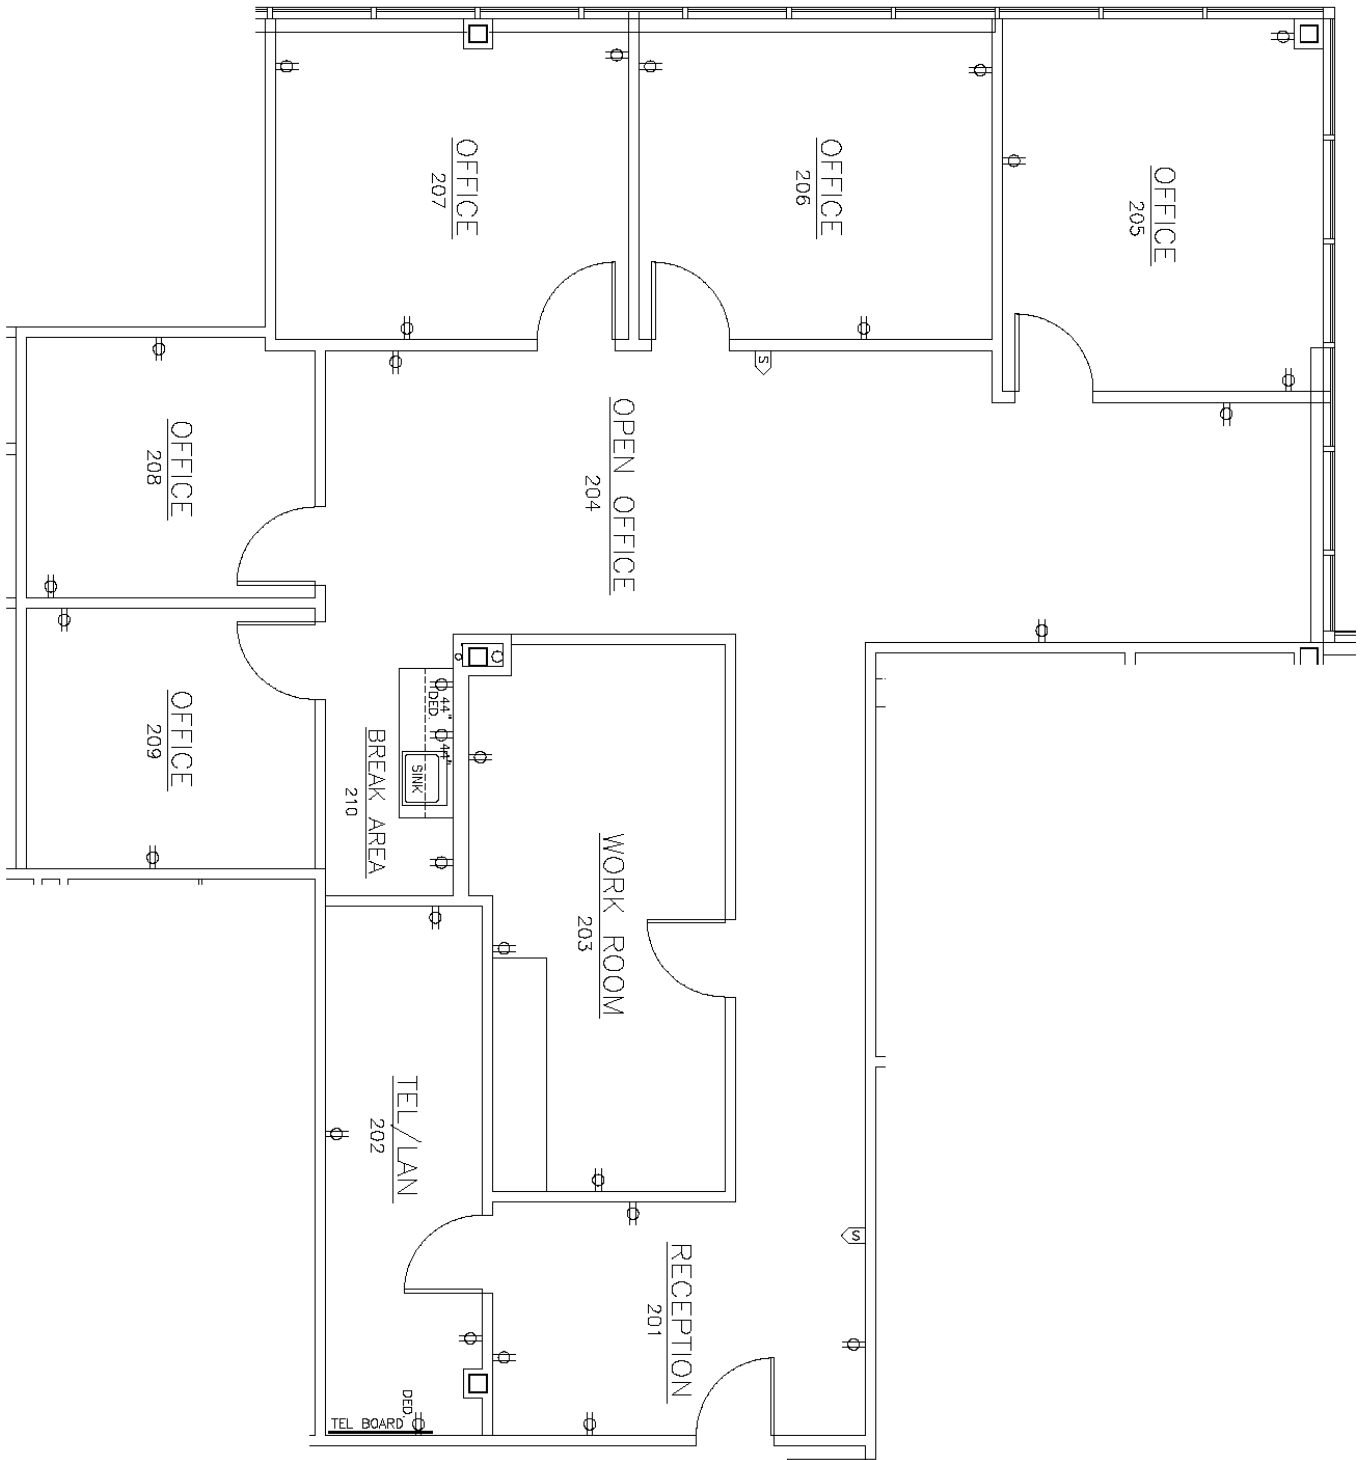 OFFICE
207
OFFICE
206
OFFICE
205
S
OPEN OFFICE
204
OFFICE
208
OFFICE
209
44"
DED.
44"
SINK
BREAK AREA
210
WORK ROOM
203
TEL/LAN
202
S
RECEPTION
201
DED.
TEL BOARD